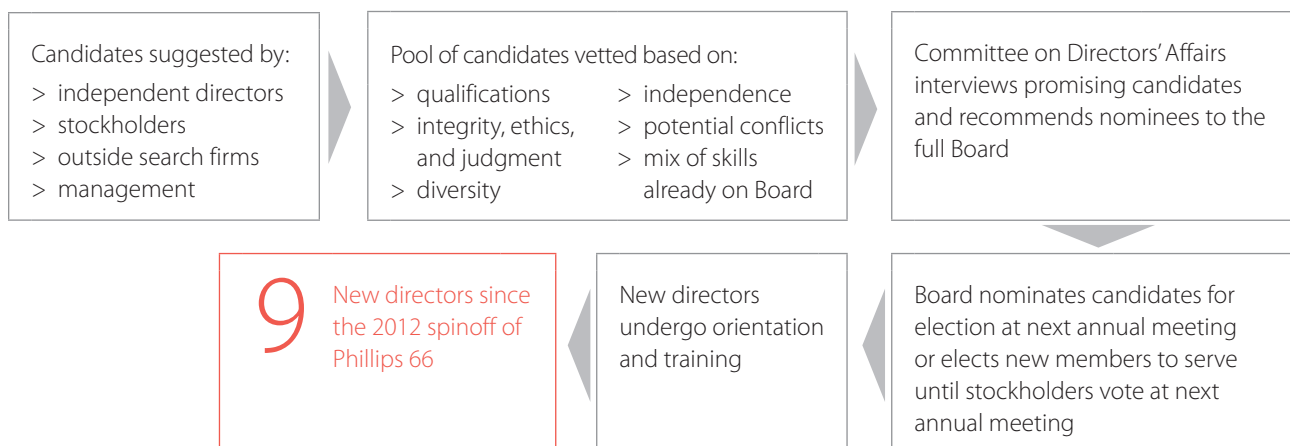 Candidates suggested by:
> independent directors
> stockholders
> outside search firms
> management
Pool of candidates vetted based on:
> qualifications
> integrity, ethics,
and judgment
> diversity
> independence
> potential conflicts
> mix of skills
already on Board
Committee on Directors’ Affairs
interviews promising candidates
and recommends nominees to the
full Board
Board nominates candidates for
election at next annual meeting
or elects new members to serve
until stockholders vote at next
annual meeting
New directors
undergo orientation
and training
9
New directors since
the 2012 spinoff of
Phillips 66